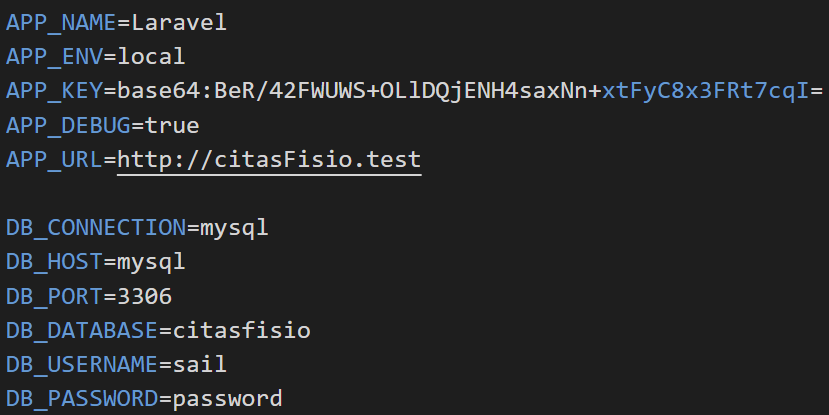 APP_NAME=Laravel
APP_ENV=local
APP_KEY=base64:BeR/42FWUWS+OLlDQjENH4saxNn+xtFyC8x3FRt7cqI=
APP_DEBUG=true
APP_URL=http://citasFisio.test
DB_CONNECTION=mysql
DB_HOST=mysql
DB_PORT=3306
DB_DATABASE=citasfisio
DB_USERNAME=sail
DB_PASSWORD=password